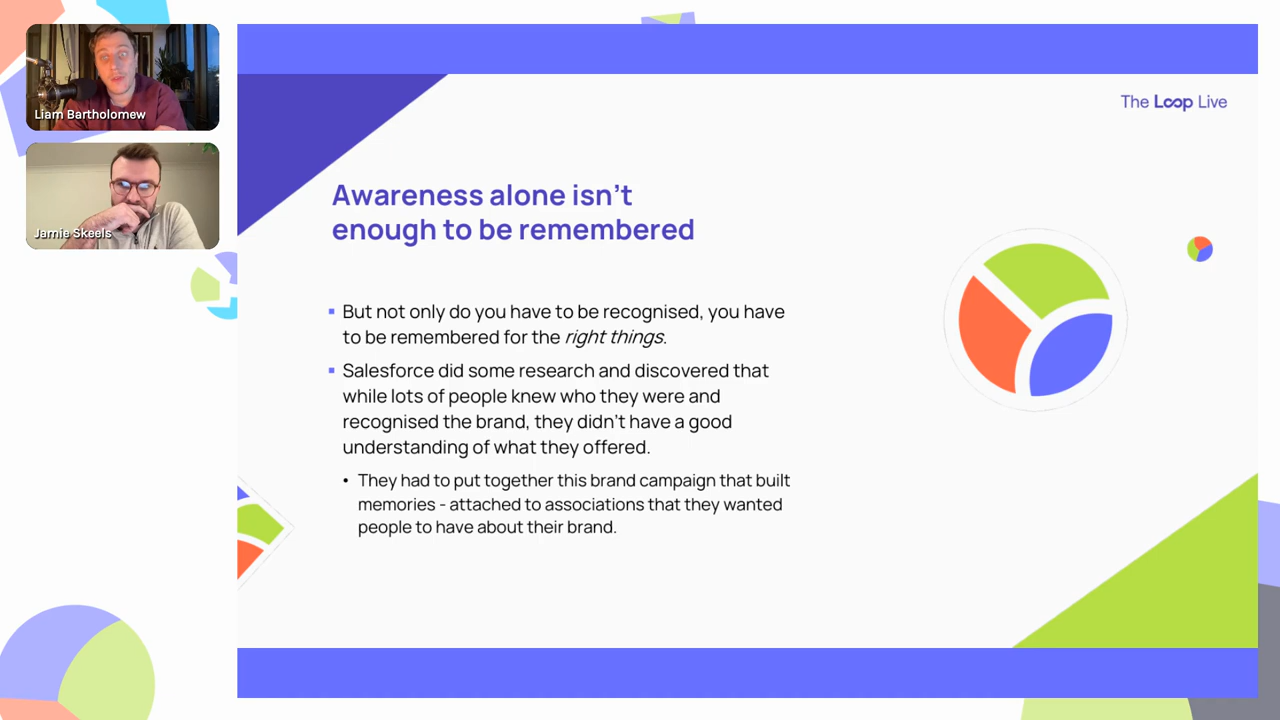 Liam Bartholomew
Jamie Skeels
The Loop Live
Awareness alone isn't
enough to be remembered
But not only do you have to be recognised, you have
to be remembered for the right things.
Salesforce did some research and discovered that
while lots of people knew who they were and
recognised the brand, they didn't have a good
understanding of what they offered.
They had to put together this brand campaign that built
memories - attached to associations that they wanted
people to have about their brand.